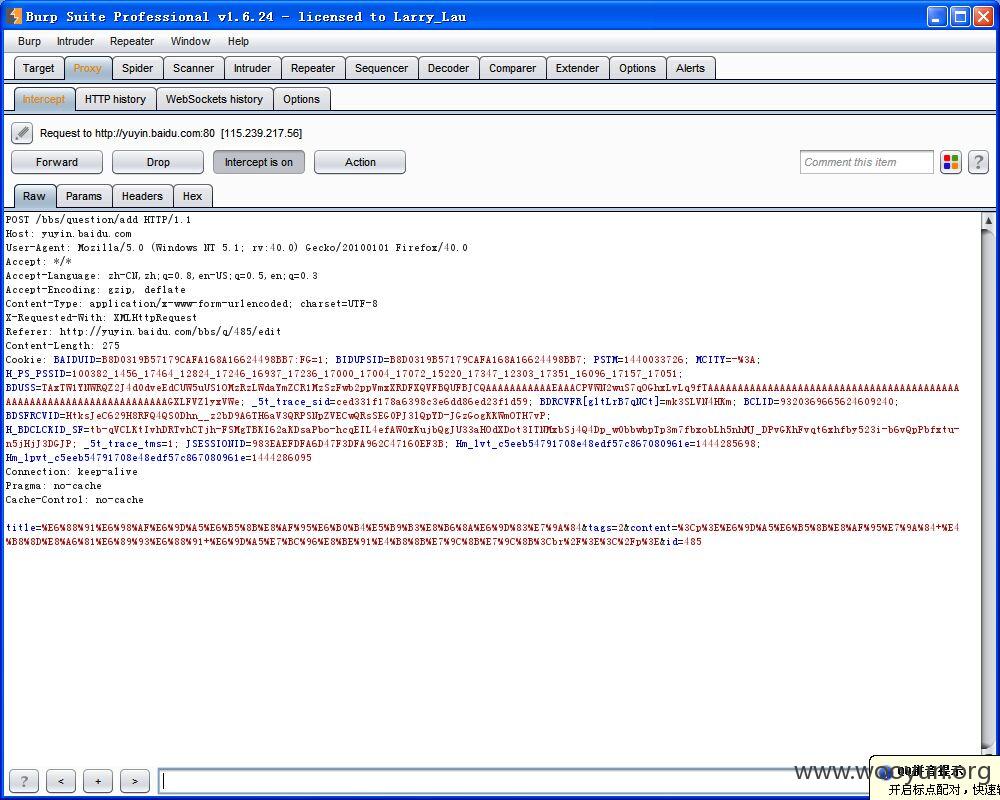 Burp Suite Professional v1.6.24 - licensed to Larry_Lau
Burp Intruder Repeater Window Help
Target Proxy Spider Scanner Intruder Repeater Sequencer Decoder Comparer Extender Options Alerts
Intercept HTTP history WebSockets history Options
Request to http://yuyin.baidu.com:80 [115.239.217.56]
Forward Drop Intercept is on Action Comment this item ?
Raw Params Headers Hex
POST /bbs/question/add HTTP/1.1
Host: yuyin.baidu.com
User-Agent: Mozilla/5.0 (Windows NT 5.1; rv:40.0) Gecko/20100101 Firefox/40.0
Accept: */*
Accept-Language: zh-CN,zh;q=0.8,en-US;q=0.5,en;q=0.3
Accept-Encoding: gzip, deflate
Content-Type: application/x-www-form-urlencoded; charset=UTF-8
X-Requested-With: XMLHttpRequest
Referer: http://yuyin.baidu.com/bbs/q/485/edit
Content-Length: 275
Cookie: BAIDUID=B8D0319B57179CAFA168A16624498BB7:FG=1; BIDUPSID=B8D0319B57179CAFA168A16624498BB7; PSTM=1440033726; MCITY=-%3A;
H_PS_PSSID=100382_1456_17464_12824_17246_16937_17236_17000_17004_17072_15220_17347_12303_17351_16096_17157_17051;
_5t_trace_sid=ced331f178a6398c3e6dd86ed23f1d59; BDRCVFR[gltLrB7qNCt]=mk3SLVN4HKm; BCLID=9320369665624609240;
_5t_trace_tms=1; JSESSIONID=983EAEFDFA6D47F3DFA962C47160EF3B; Hm_lvt_c5eeb54791708e48edf57c867080961e=1444285698;
Hm_lpvt_c5eeb54791708e48edf57c867080961e=1444286095
Connection: keep-alive
Pragma: no-cache
Cache-Control: no-cache
title=%E6%88%91%E6%98%AF%E6%9D%A5%E6%B5%8B%E8%AF%95%E6%B0%B4%E5%B9%B3%E8%B6%8A%E6%9D%83%E7%9A%84&tags=2&content=%3Cp%3E%E6%9D%A5%E6%B5%8B%E8%AF%95%E7%9A%84+%E4
%B8%8D%E8%A6%81%E6%89%93%E6%88%91+%E6%9D%A5%E7%BC%96%E8%BE%91%E4%B8%8B%E7%9C%8B%E7%9C%8B%3Cbr%2F%3E%3C%2Fp%3E&id=485
? < + >
www.wooyun.org
拼音提示
开启标点配对，快速